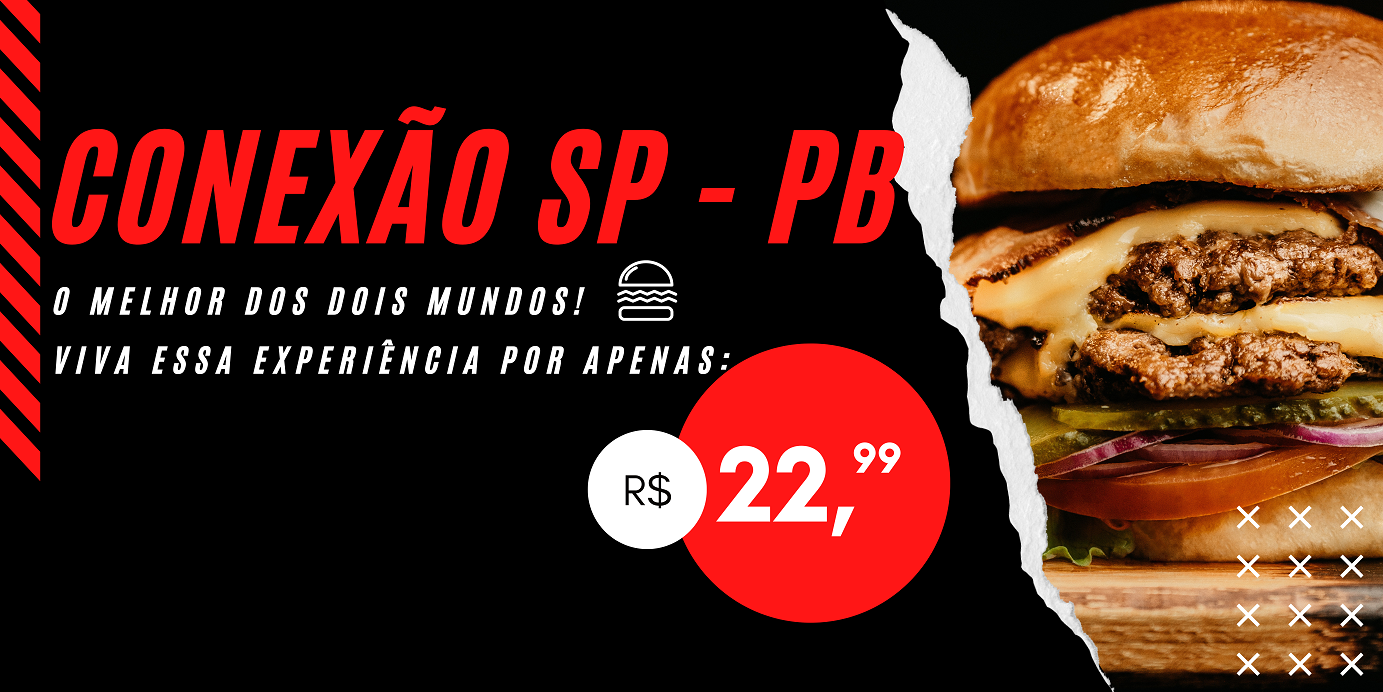 CONEXÃO SP - PB
O MELHOR DOS DOIS MUNDOS!
VIVA ESSA EXPERIÊNCIA POR APENAS:
R$ 22,99